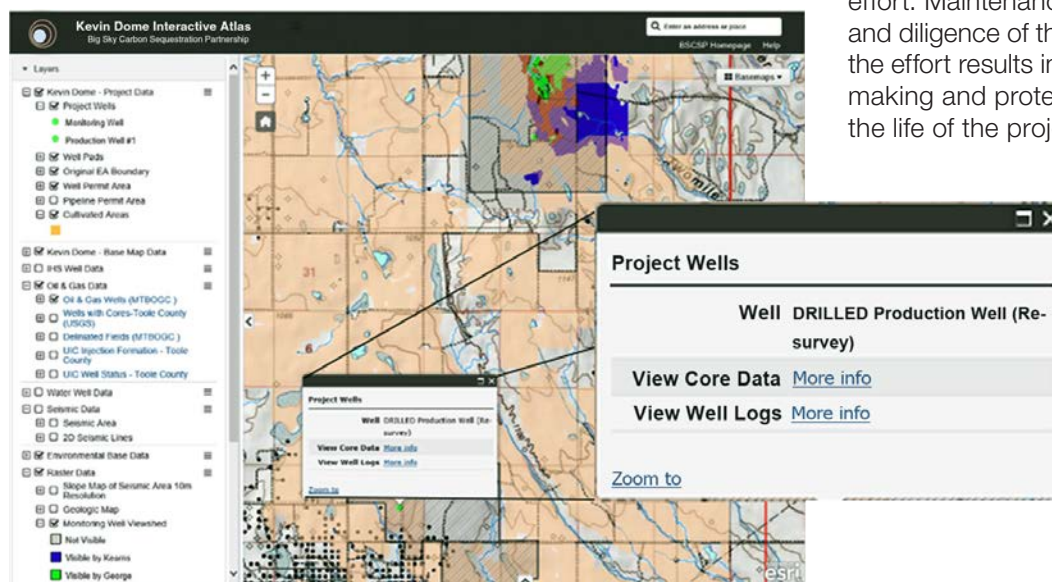 effort. Maintenanc
and diligence of th
the effort results in
making and prote
the life of the proj
Kevin Dome Interactive Atlas
Big Sky Carbon Sequestration Partnership
Enter an address or place
BSCSP Homepage Help
Layers
Kevin Dome - Project Data
Project Wells
Monitoring Well
Production Well #1
Well Pads
Original EA Boundary
Well Permit Area
Pipeline Permit Area
Cultivated Areas
Kevin Dome - Base Map Data
IHS Well Data
Oil & Gas Data
Oil & Gas Wells (MTBOGC )
Wells with Cores-Toole County
(USGS)
Delineated Fields (MTBOGC )
UIC Injection Formation - Toole
County
UIC Well Status - Toole County
Water Well Data
Seismic Data
Seismic Area
2D Seismic Lines
Environmental Base Data
Raster Data
Slope Map of Seismic Area 10m
Resolution
Geologic Map
Monitoring Well Viewshed
Not Visible
Visible by Kearns
Visible by George
+
−
Basemaps
Twomile
31
6
Project Wells
Well DRILLED Production Well (Re-
survey)
View Core Data More info
View Well Logs More info
Zoom to
Project Wells
Well DRILLED Production Well (Re-
survey)
View Core Data More info
View Well Logs More info
Zoom to
esri